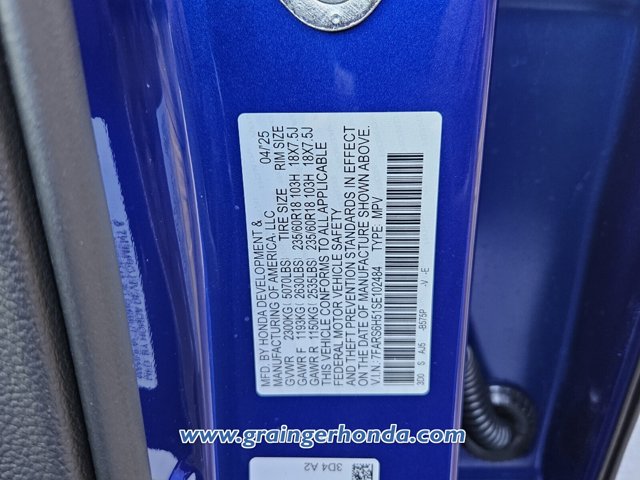 MFD. BY HONDA DEVELOPMENT & 04/25
MANUFACTURING OF AMERICA, LLC TIRE SIZE RIM SIZE
GVWR 2300KG( 5070LBS)
GAWR F 1193KG( 2630LBS) 235/60R18 103H 18X7.5J
GAWR R 1150KG( 2535LBS) 235/60R18 103H 18X7.5J
THIS VEHICLE CONFORMS TO ALL APPLICABLE
FEDERAL MOTOR VEHICLE SAFETY
AND THEFT PREVENTION STANDARDS IN EFFECT
ON THE DATE OF MANUFACTURE SHOWN ABOVE.
V.I.N.: 7FARS6H51SE102484 TYPE: MPV
3D0 S AJ5 -B575P -V -E
3D4 A2
www.graingerhonda.com